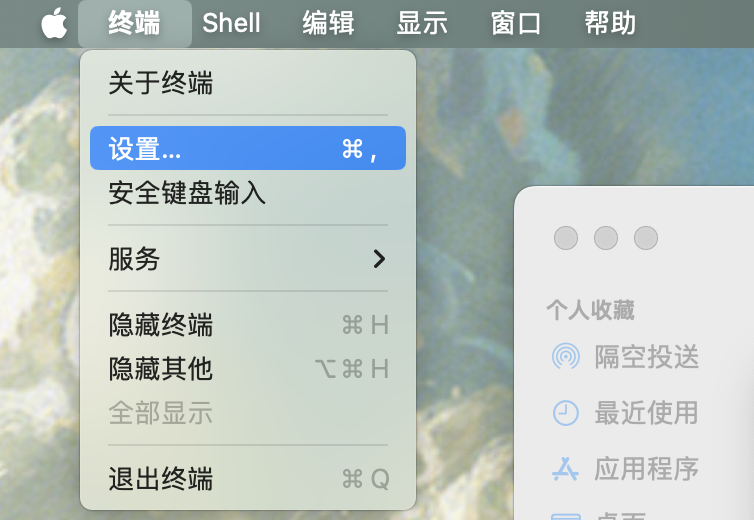 终端 Shell 编辑 显示 窗口 帮助
关于终端
设置... ⌘ ,
安全键盘输入
服务
隐藏终端 ⌘ H
隐藏其他 ⌥ ⌘ H
全部显示
退出终端 ⌘ Q
个人收藏
隔空投送
最近使用
应用程序